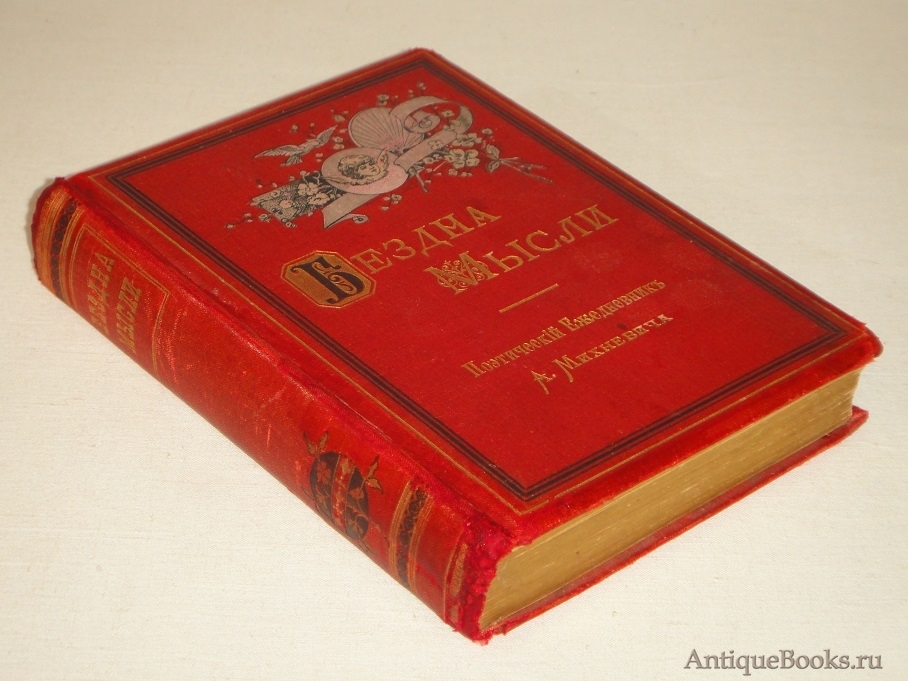 Бездна
Мысли
Поэтическій Ежедневникъ
А. Михневича
БЕЗДНА
МЫСЛИ
AntiqueBooks.ru